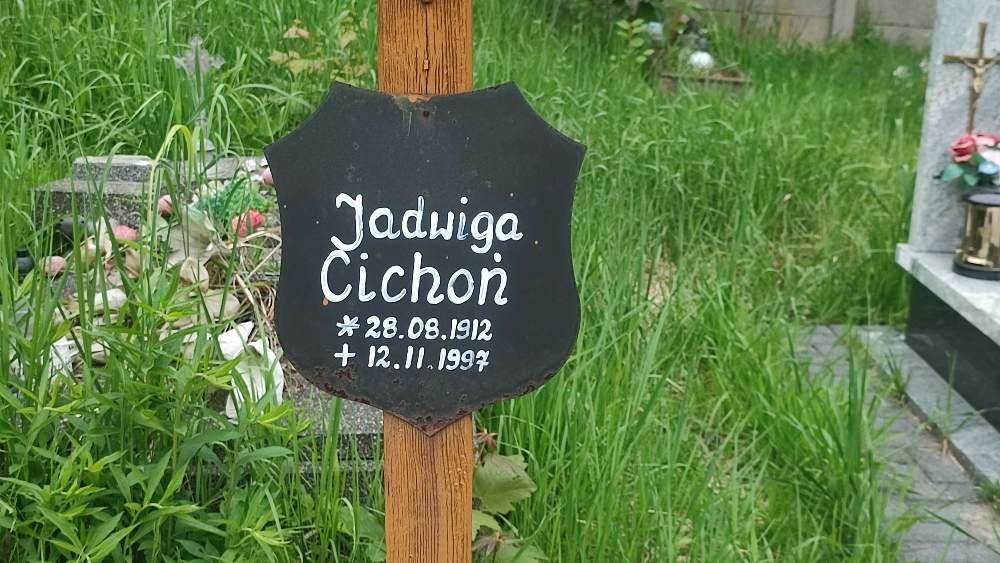 Jadwiga
Cichoń
* 28.08.1912
+ 12.11.1997